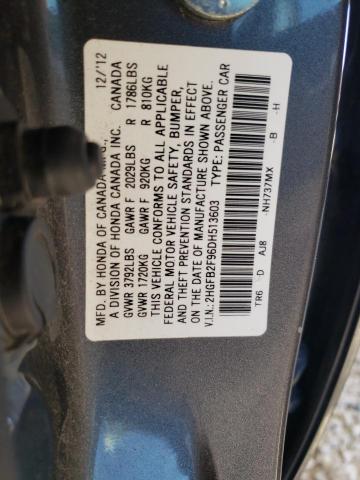 MFD. BY HONDA OF CANADA MFG., 12/'12
A DIVISION OF HONDA CANADA INC. CANADA
GVWR 3792LBS GAWR F 2029LBS R 1786LBS
GVWR 1720KG GAWR F 920KG R 810KG
THIS VEHICLE CONFORMS TO ALL APPLICABLE
FEDERAL MOTOR VEHICLE SAFETY, BUMPER,
AND THEFT PREVENTION STANDARDS IN EFFECT
ON THE DATE OF MANUFACTURE SHOWN ABOVE.
V.I.N.: 2HGFB2F96DH513603 TYPE: PASSENGER CAR
TR6 D AJ8 -NH737MX -B -H